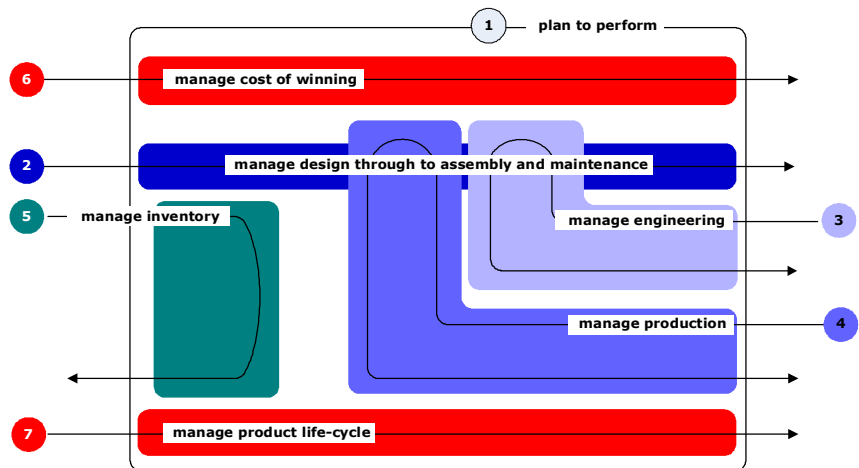 1 plan to perform
6 manage cost of winning
2 manage design through to assembly and maintenance
5 manage inventory
manage engineering 3
manage production 4
7 manage product life-cycle